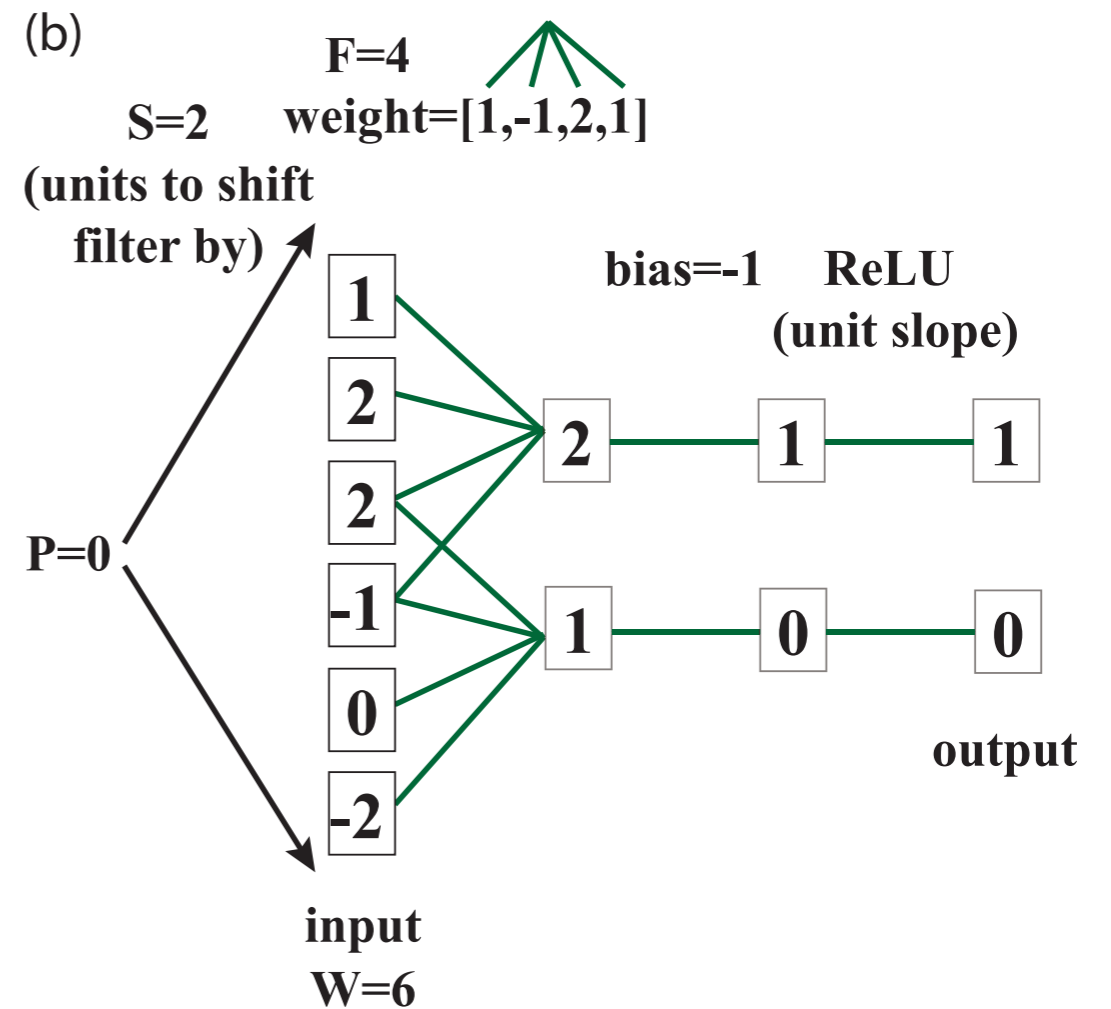 (b)
F=4
S=2
weight=[1,-1,2,1]
(units to shift
filter by)
bias=-1
ReLU
(unit slope)
1
2
2
-1
0
-2
P=0
2
1
1
1
0
0
output
input
W=6